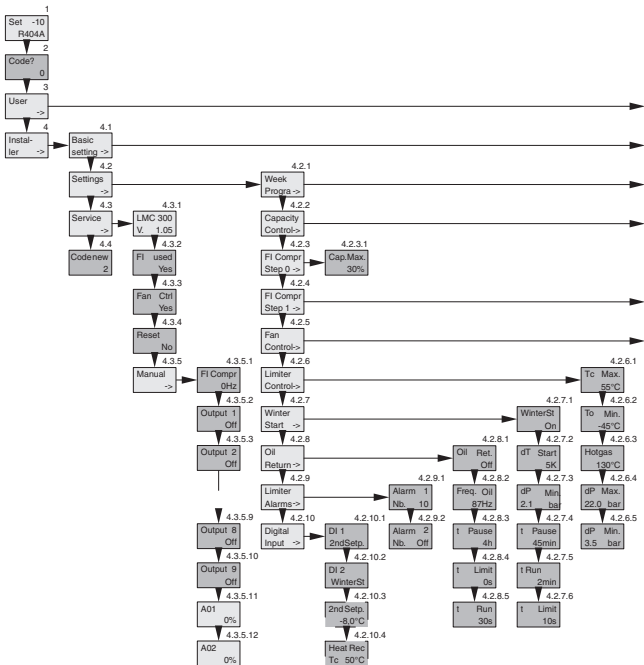 1
Set -10
R404A
2
Code?
0
3
User
->
4
Instal-
ler ->
4.1
Basic
setting ->
4.2
Settings
->
4.3
Service
->
4.4
Codenew
2
4.3.1
LMC 300
V. 1.05
4.3.2
FI used
Yes
4.3.3
Fan Ctrl
Yes
4.3.4
Reset
No
4.3.5
Manual
->
4.3.5.1
FI Compr
0Hz
4.3.5.2
Output 1
Off
4.3.5.3
Output 2
Off
4.3.5.9
Output 8
Off
4.3.5.10
Output 9
Off
4.3.5.11
A01
0%
4.3.5.12
A02
0%
4.2.1
Week
Progra ->
4.2.2
Capacity
Control->
4.2.3
FI Compr
Step 0 ->
4.2.3.1
Cap.Max.
30%
4.2.4
FI Compr
Step 1 ->
4.2.5
Fan
Control->
4.2.6
Limiter
Control->
4.2.7
Winter
Start ->
4.2.8
Oil
Return->
4.2.9
Limiter
Alarms->
4.2.10
Digital
Input ->
4.2.10.1
DI 1
2ndSetp.
4.2.10.2
DI 2
WinterSt
4.2.10.3
2ndSetp.
-8.0°C
4.2.10.4
Heat Rec
Tc 50°C
4.2.9.1
Alarm 1
Nb. 10
4.2.9.2
Alarm 2
Nb. Off
4.2.8.1
Oil Ret.
Off
4.2.8.2
Freq. Oil
87Hz
4.2.8.3
t Pause
4h
4.2.8.4
t Limit
0s
4.2.8.5
t Run
30s
4.2.7.1
WinterSt
On
4.2.7.2
dT Start
5K
4.2.7.3
dP Min.
2.1 bar
4.2.7.4
t Pause
45min
4.2.7.5
t Run
2min
4.2.7.6
t Limit
10s
4.2.6.1
Tc Max.
55°C
4.2.6.2
To Min.
-45°C
4.2.6.3
Hotgas
130°C
4.2.6.4
dP Max.
22.0 bar
4.2.6.5
dP Min.
3.5 bar